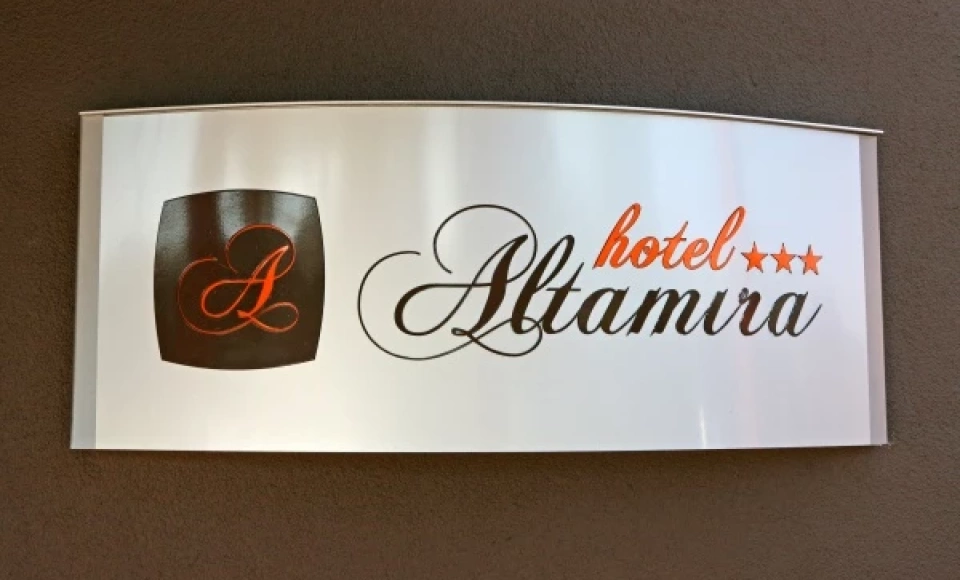 A
hotel ★★★
Altamira